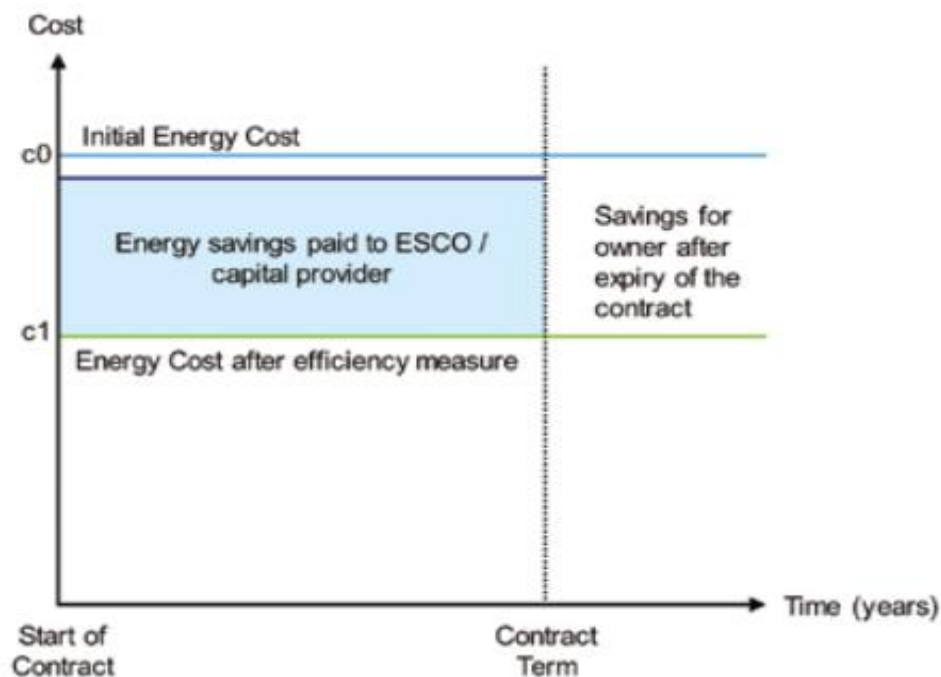 Cost
Initial Energy Cost
c0
Energy savings paid to ESCO /
capital provider
Savings for
owner after
expiry of the
contract
c1
Energy Cost after efficiency measure
Time (years)
Start of
Contract
Contract
Term